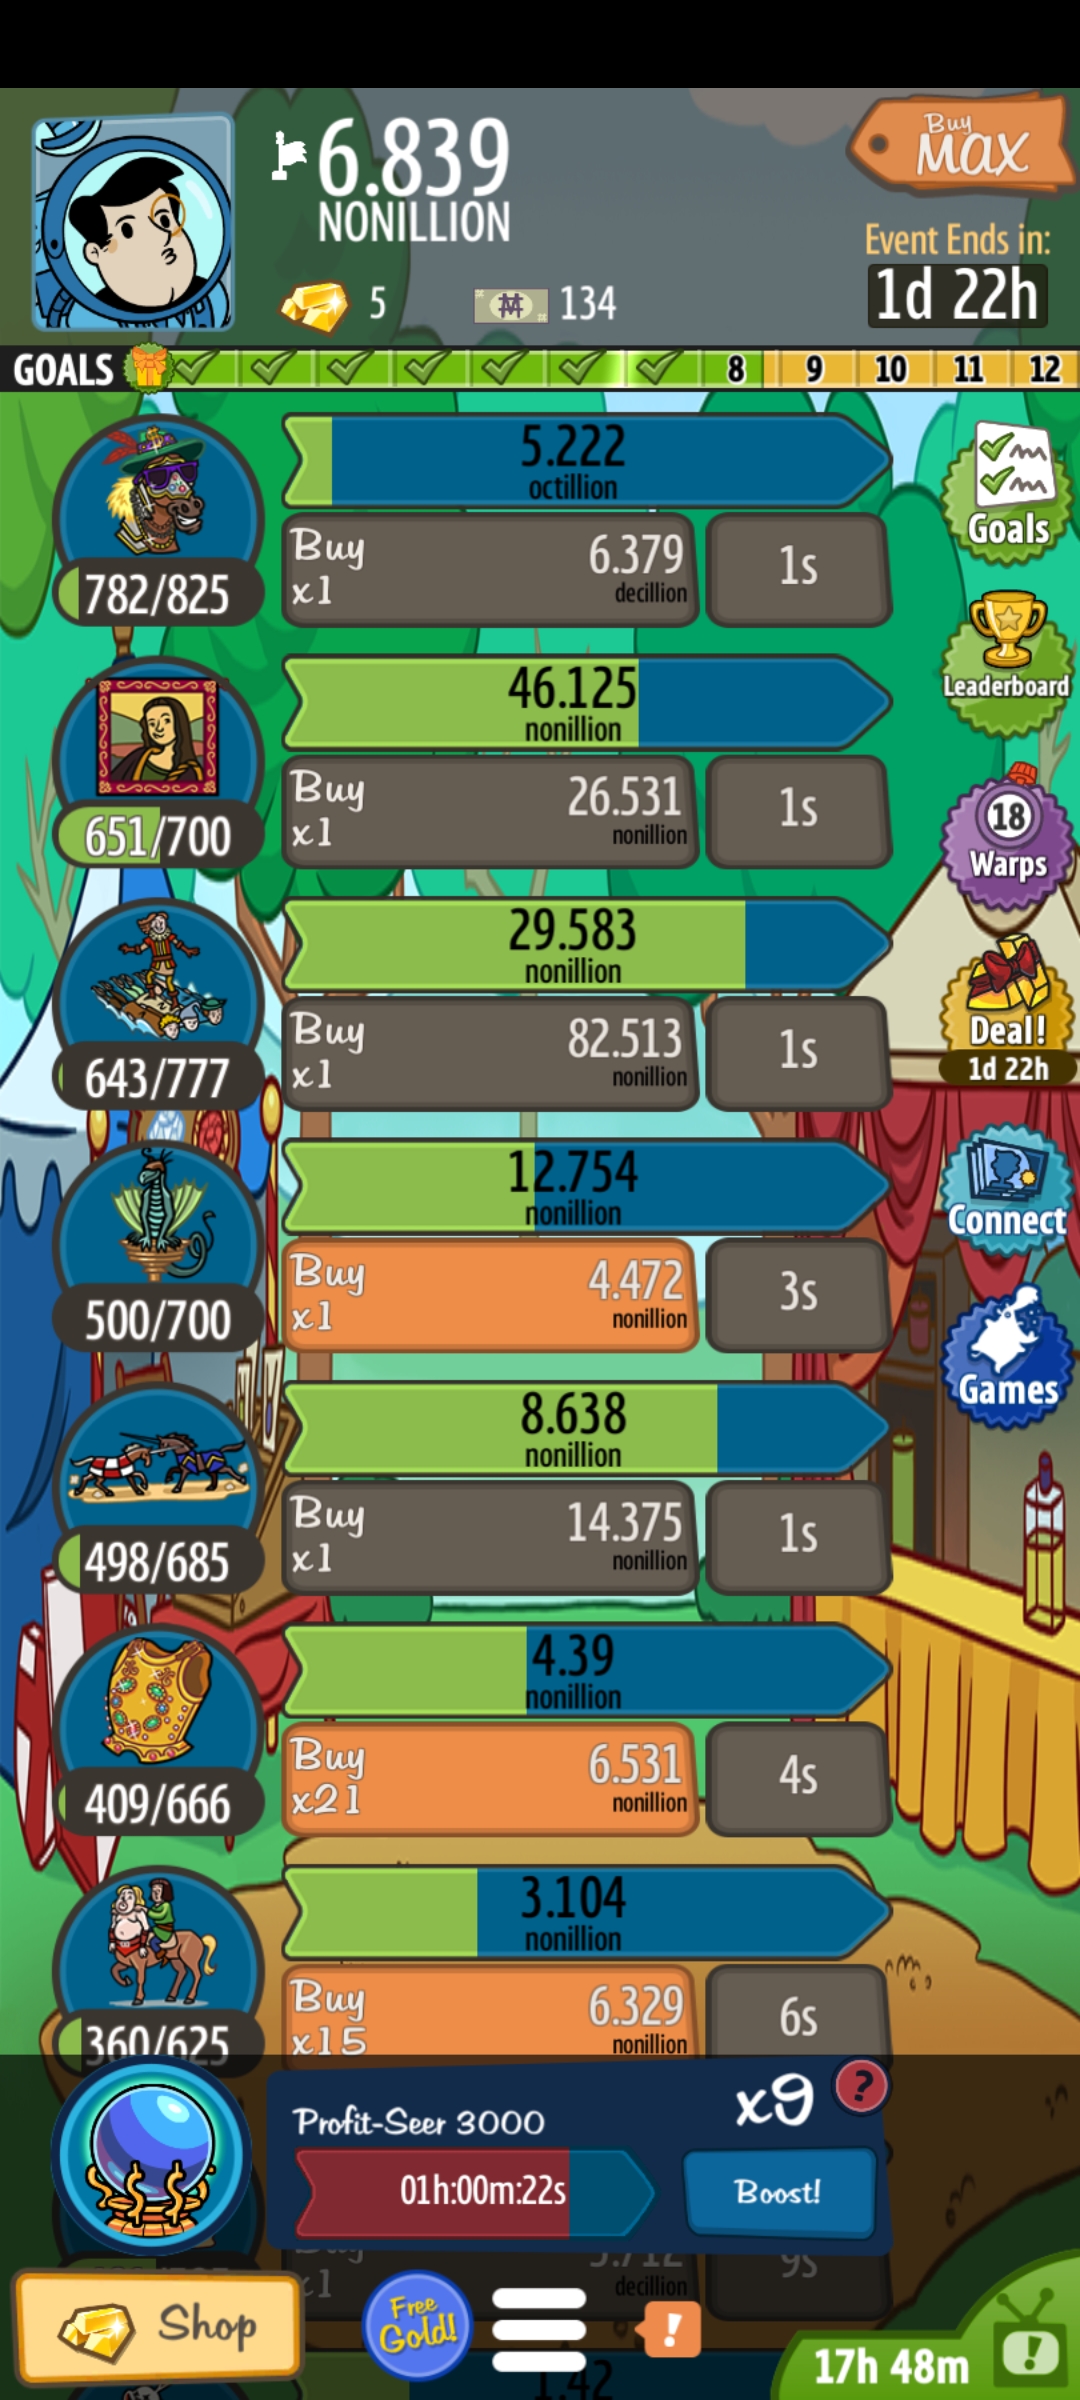 6.839
NONILLION
5
134
Buy
MAX
Event Ends in:
1d 22h
GOALS
8
9
10
11
12
5.222
octillion
782/825
Buy
x1
6.379
decillion
1s
Goals
Leaderboard
46.125
nonillion
651/700
Buy
x1
26.531
nonillion
1s
18
Warps
29.583
nonillion
643/777
Buy
x1
82.513
nonillion
1s
Deal!
1d 22h
12.754
nonillion
500/700
Buy
x1
4.472
nonillion
3s
Connect
Games
8.638
nonillion
498/685
Buy
x1
14.375
nonillion
1s
4.39
nonillion
409/666
Buy
x21
6.531
nonillion
4s
3.104
nonillion
360/625
Buy
x15
6.329
nonillion
6s
Profit-Seer 3000
x9
?
01h:00m:22s
Boost!
x1
decillion
9s
Shop
Free
Gold!
!
17h 48m
!
1.42